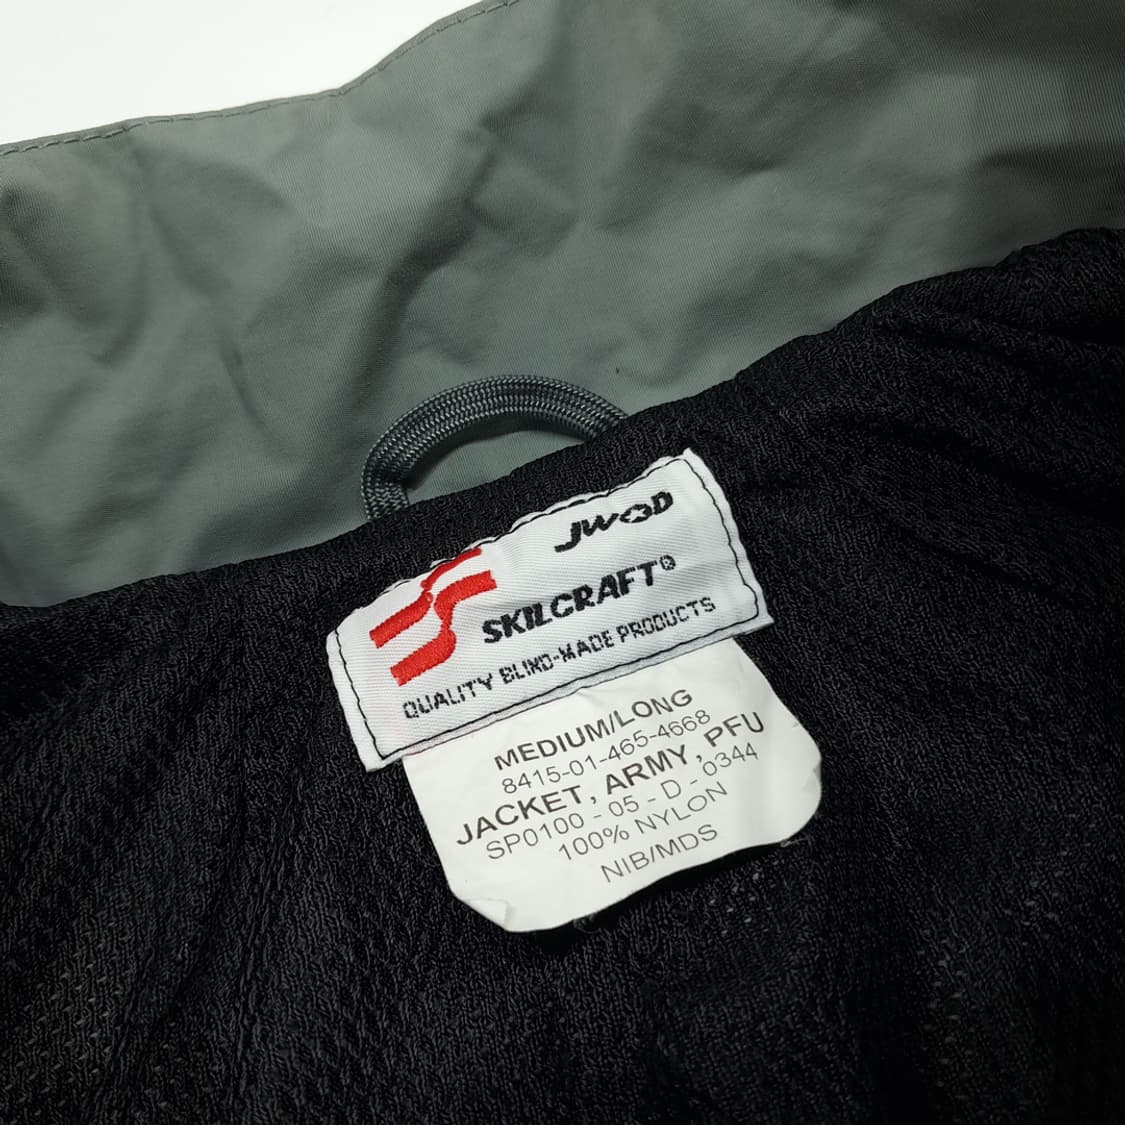 JWOD
SKILCRAFT®
QUALITY BLIND-MADE PRODUCTS
MEDIUM/LONG
8415-01-465-4668
JACKET, ARMY, PFU
SP0100 - 05 - D - 0344
100% NYLON
NIB/MDS